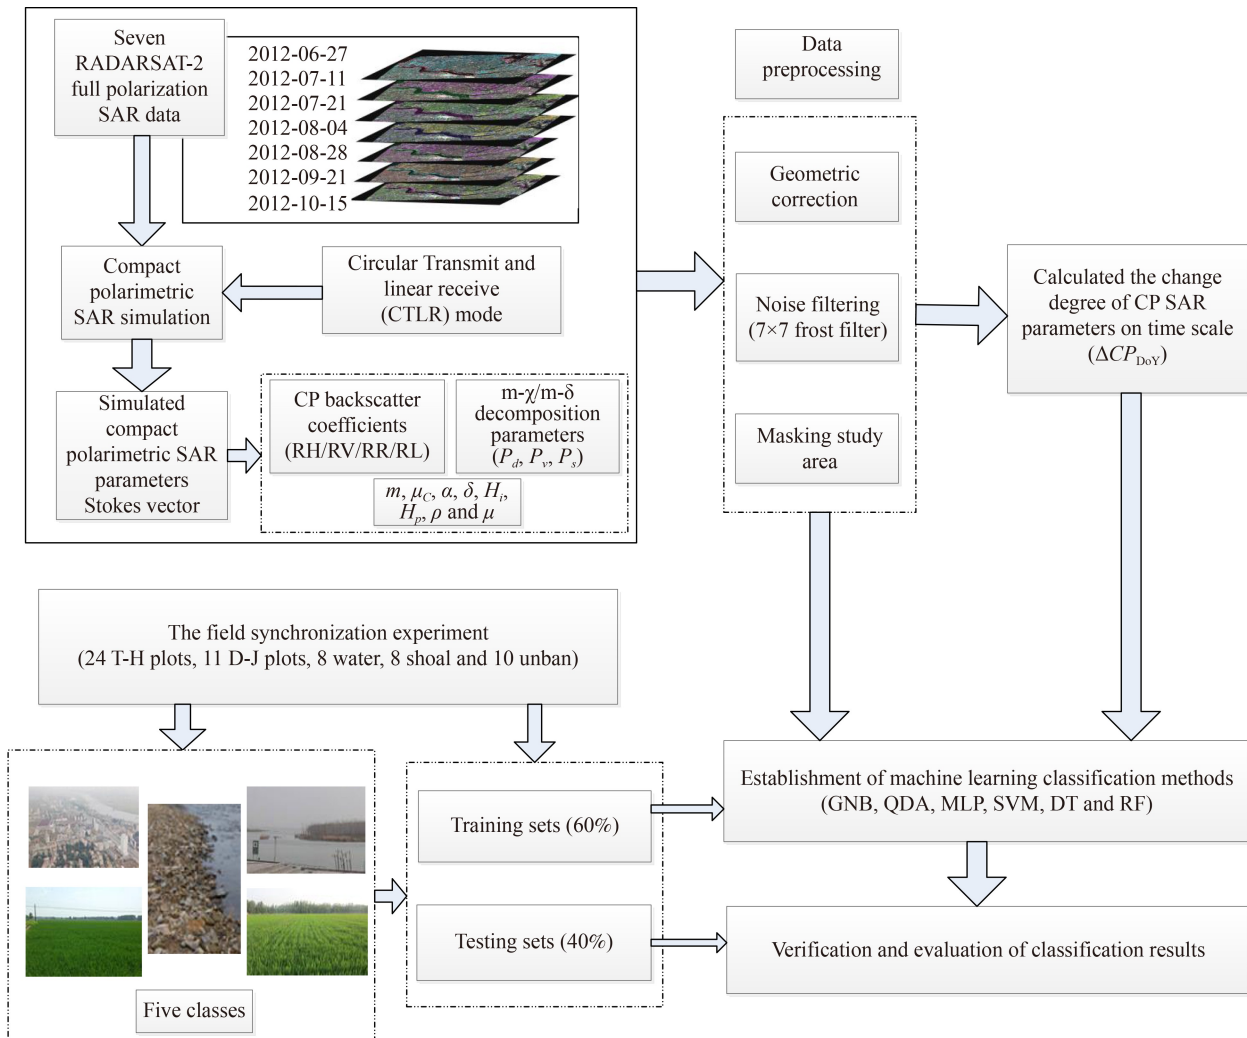 Seven
RADARSAT-2
full polarization
SAR data
2012-06-27
2012-07-11
2012-07-21
2012-08-04
2012-08-28
2012-09-21
2012-10-15
Compact
polarimetric
SAR simulation
Circular Transmit and
linear receive
(CTLR) mode
Simulated
compact
polarimetric SAR
parameters
Stokes vector
CP backscatter
coefficients
(RH/RV/RR/RL)
m-χ/m-δ
decomposition
parameters
(P_d, P_v, P_s)
m, μ_C, α, δ, H_i,
H_p, ρ and μ
Data
preprocessing
Geometric
correction
Noise filtering
(7×7 frost filter)
Masking study
area
Calculated the change
degree of CP SAR
parameters on time scale
(ΔCP_DoY)
The field synchronization experiment
(24 T-H plots, 11 D-J plots, 8 water, 8 shoal and 10 unban)
Five classes
Training sets (60%)
Testing sets (40%)
Establishment of machine learning classification methods
(GNB, QDA, MLP, SVM, DT and RF)
Verification and evaluation of classification results